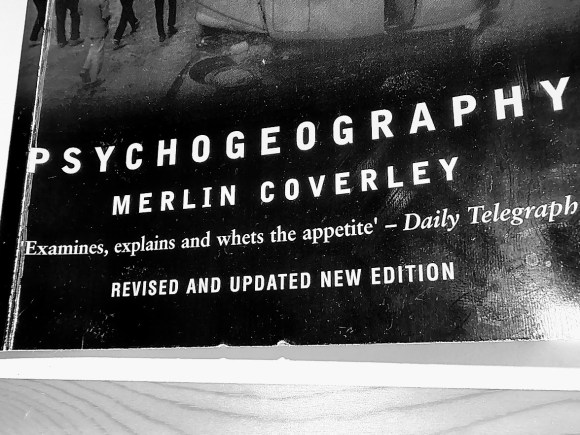 PSYCHOGEOGRAPHY
MERLIN COVERLEY
'Examines, explains and whets the appetite' – Daily Telegraph
REVISED AND UPDATED NEW EDITION